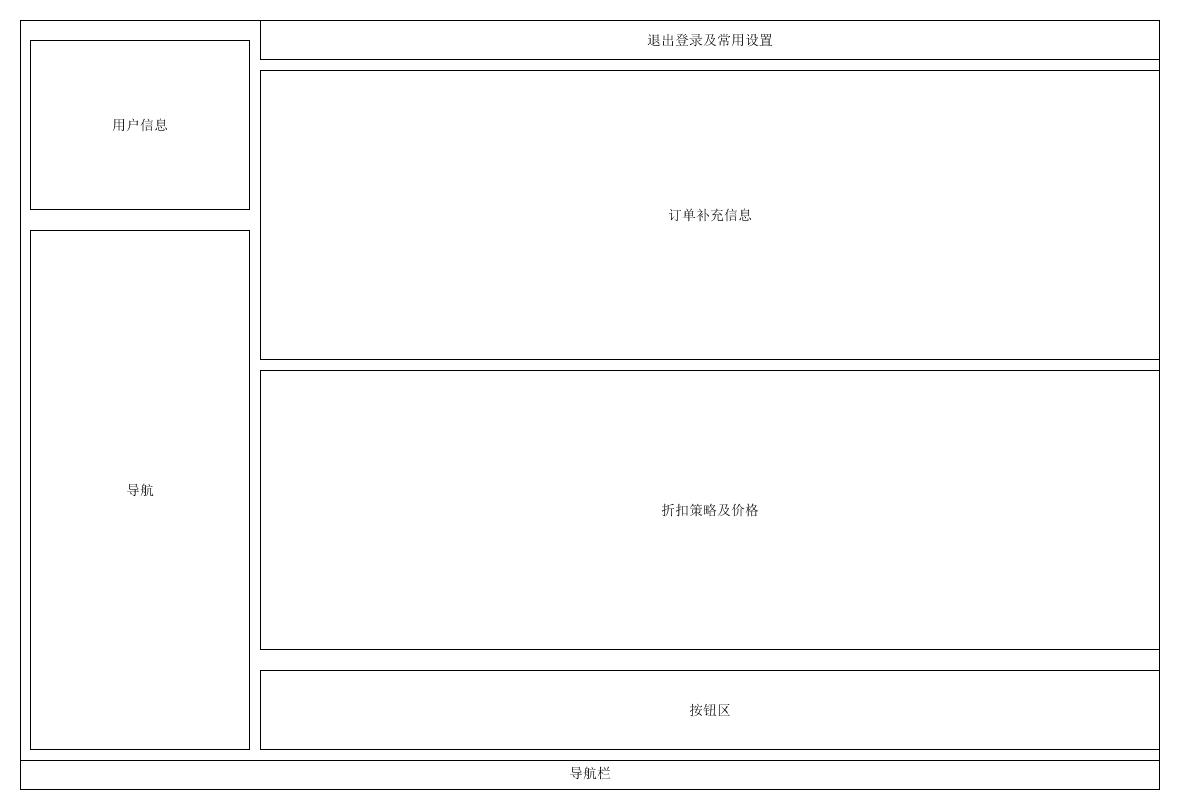 退出登录及常用设置
用户信息
订单补充信息
导航
折扣策略及价格
按钮区
导航栏